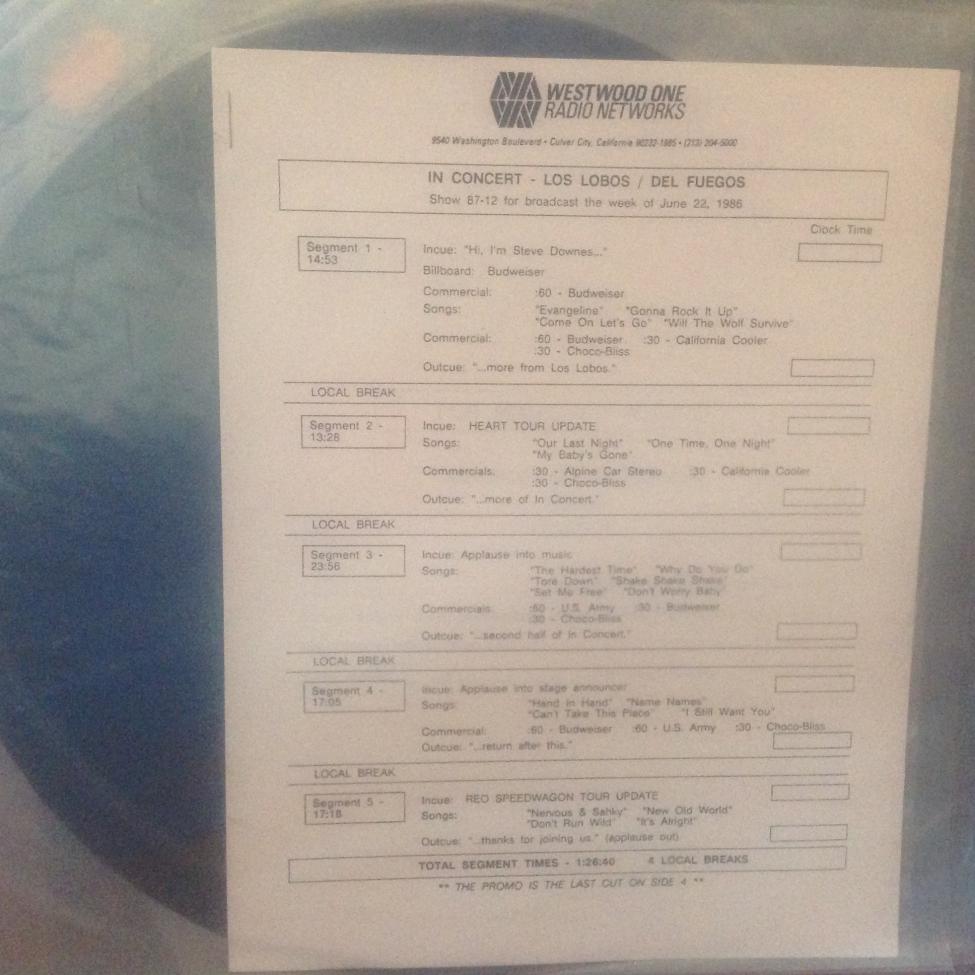 WESTWOOD ONE
RADIO NETWORKS
9540 Washington Boulevard • Culver City, California 90232-1985 • (213) 204-5000
IN CONCERT - LOS LOBOS / DEL FUEGOS
Show 87-12 for broadcast the week of June 22, 1986
Clock Time
Segment 1 -
14:53
Incue: "Hi, I'm Steve Downes..."
Billboard: Budweiser
Commercial: :60 - Budweiser
Songs: "Evangeline" "Gonna Rock It Up"
"Come On Let's Go" "Will The Wolf Survive"
Commercial: :60 - Budweiser :30 - California Cooler
:30 - Choco-Bliss
Outcue: "...more from Los Lobos."
LOCAL BREAK
Segment 2 -
13:28
Incue: HEART TOUR UPDATE
Songs: "Our Last Night" "One Time, One Night"
"My Baby's Gone"
Commercials: :30 - Alpine Car Stereo :30 - California Cooler
:30 - Choco-Bliss
Outcue: "...more of In Concert."
LOCAL BREAK
Segment 3 -
23:56
Incue: Applause into music
Songs: "The Hardest Time" "Why Do You Do"
"Tore Down" "Shake Shake Shake"
"Set Me Free" "Don't Worry Baby"
Commercials: :60 - U.S. Army :30 - Budweiser
:30 - Choco-Bliss
Outcue: "...second half of In Concert."
LOCAL BREAK
Segment 4 -
17:05
Incue: Applause into stage announcer
Songs: "Hand In Hand" "Name Names"
"Can't Take This Place" "I Still Want You"
Commercial: :60 - Budweiser :60 - U.S. Army :30 - Choco-Bliss
Outcue: "...return after this."
LOCAL BREAK
Segment 5 -
17:18
Incue: REO SPEEDWAGON TOUR UPDATE
Songs: "Nervous & Sahky" "New Old World"
"Don't Run Wild" "It's Alright"
Outcue: "...thanks for joining us." (applause out)
TOTAL SEGMENT TIMES - 1:26:40 4 LOCAL BREAKS
** THE PROMO IS THE LAST CUT ON SIDE 4 **